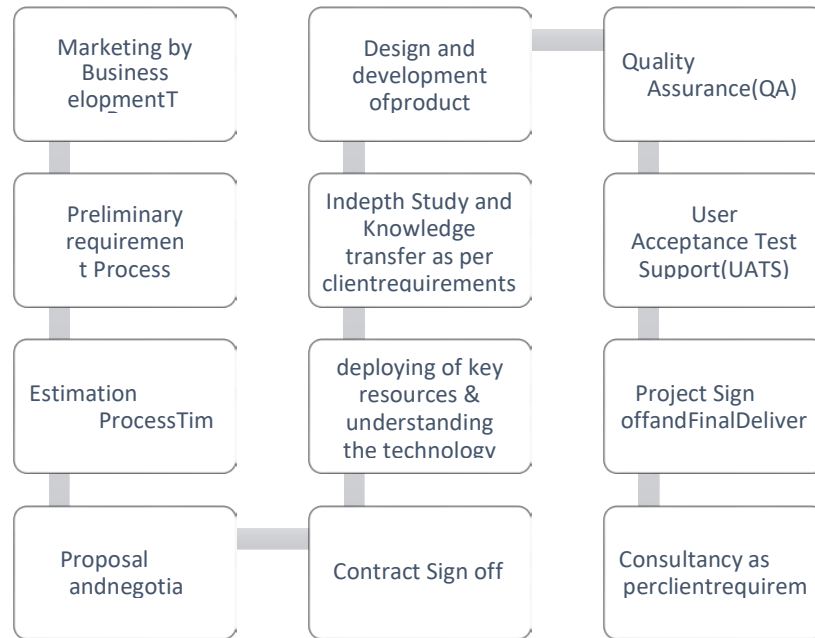 Marketing by
Business
elopmentT
Preliminary
requiremen
t Process
Estimation
ProcessTim
Proposal
andnegotia
Contract Sign off
deploying of key
resources &
understanding
the technology
Indepth Study and
Knowledge
transfer as per
clientrequirements
Design and
development
ofproduct
Quality
Assurance(QA)
User
Acceptance Test
Support(UATS)
Project Sign
offandFinalDeliver
Consultancy as
perclientrequirem